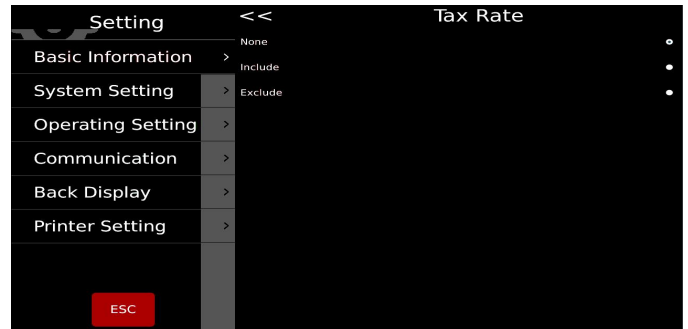 Setting
Basic Information >
System Setting >
Operating Setting >
Communication >
Back Display >
Printer Setting >
ESC
<< Tax Rate
None
Include
Exclude